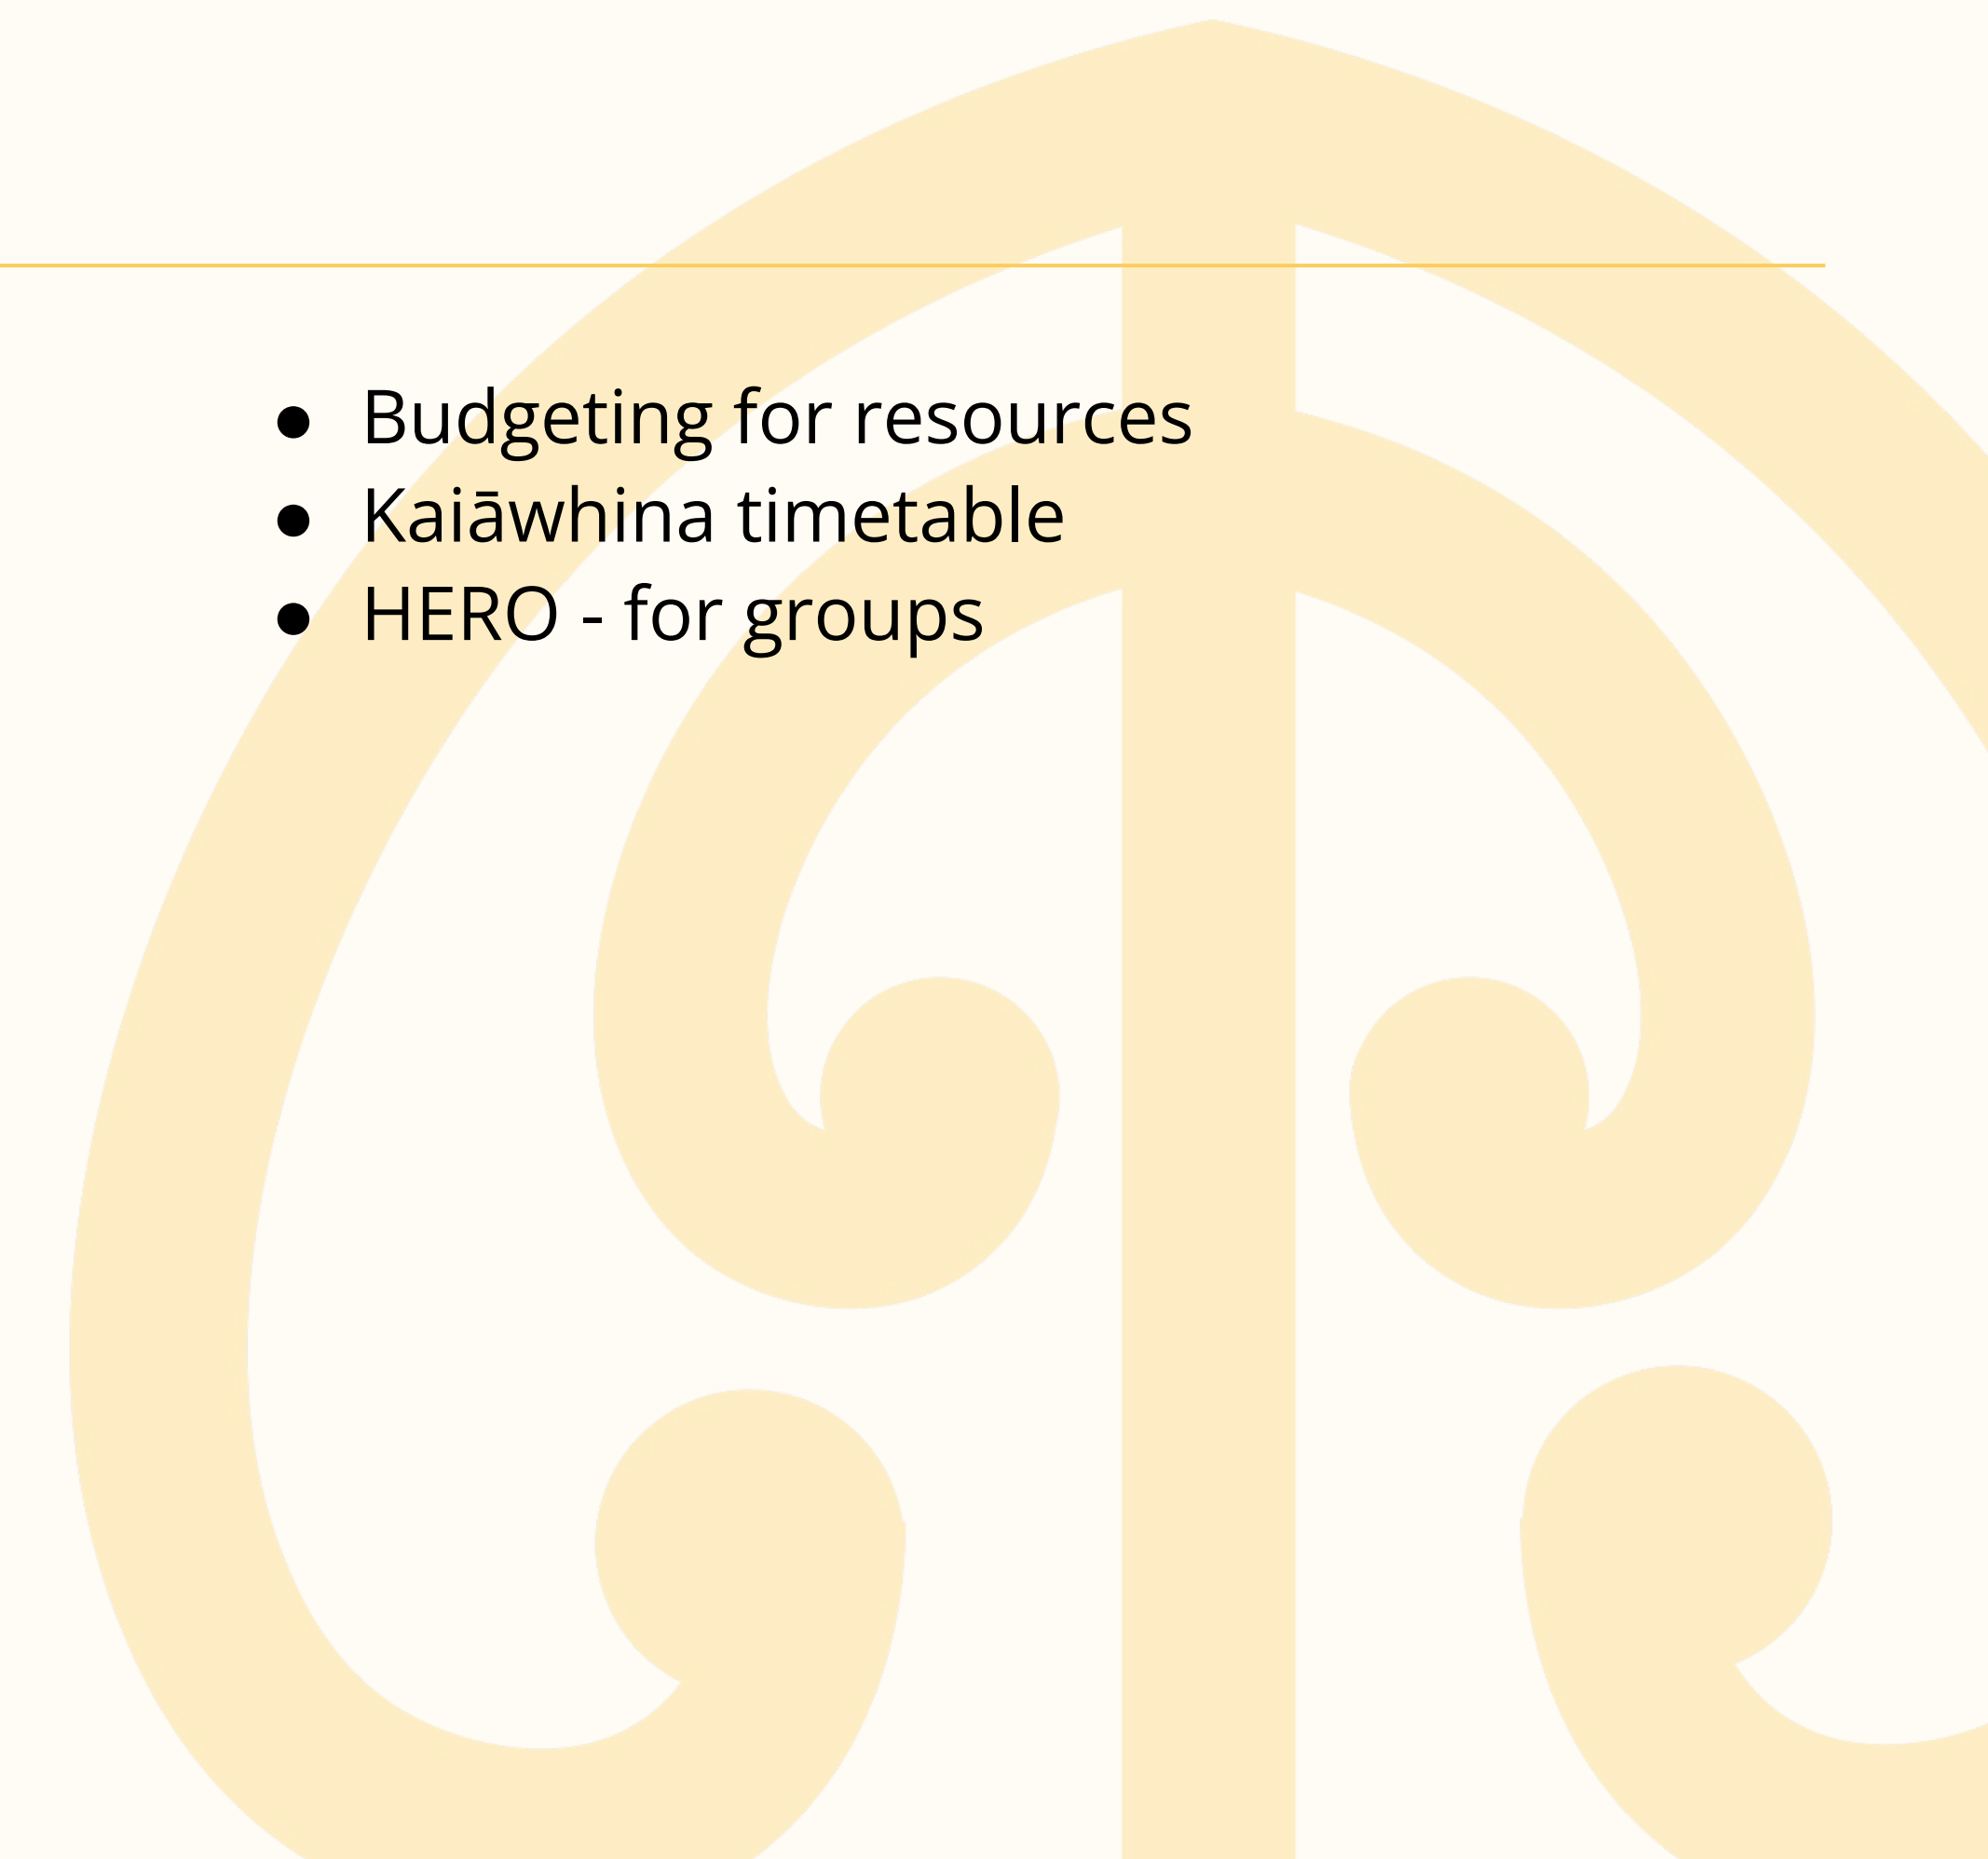 ● Budgeting for resources
● Kaiāwhina timetable
● HERO - for groups